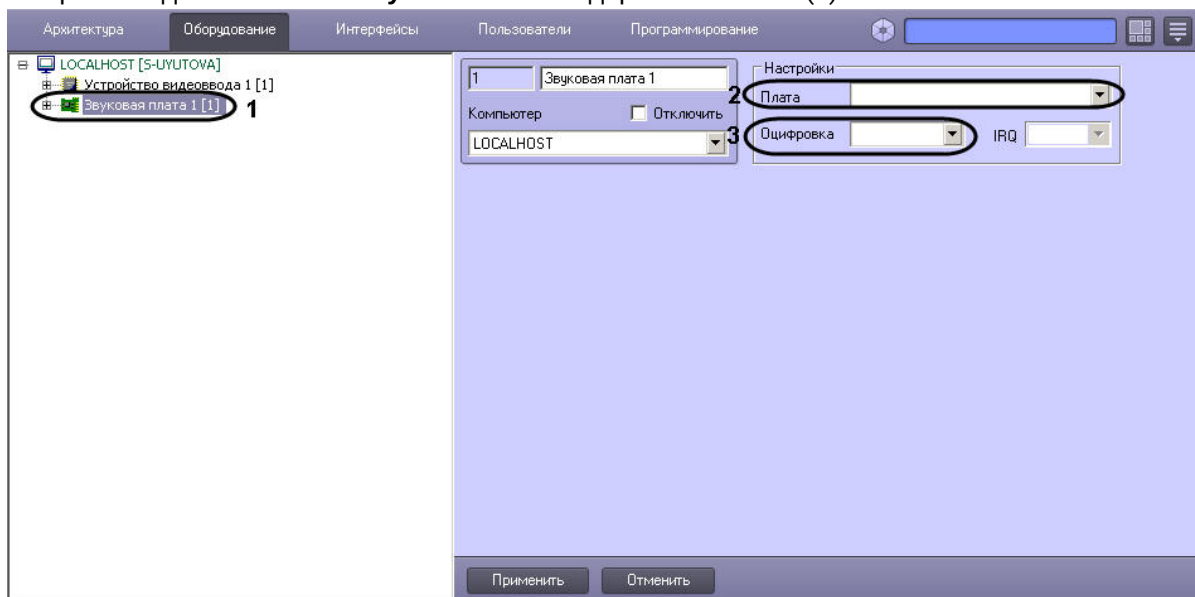 Архитектура Оборудование Интерфейсы Пользователи Программирование
LOCALHOST [S-UYUTOVA]
Устройство видеоввода 1 [1]
Звуковая плата 1 [1] 1
1 Звуковая плата 1
Компьютер Отключить
LOCALHOST
Настройки
2 Плата
3 Оцифровка IRQ
Применить Отменить